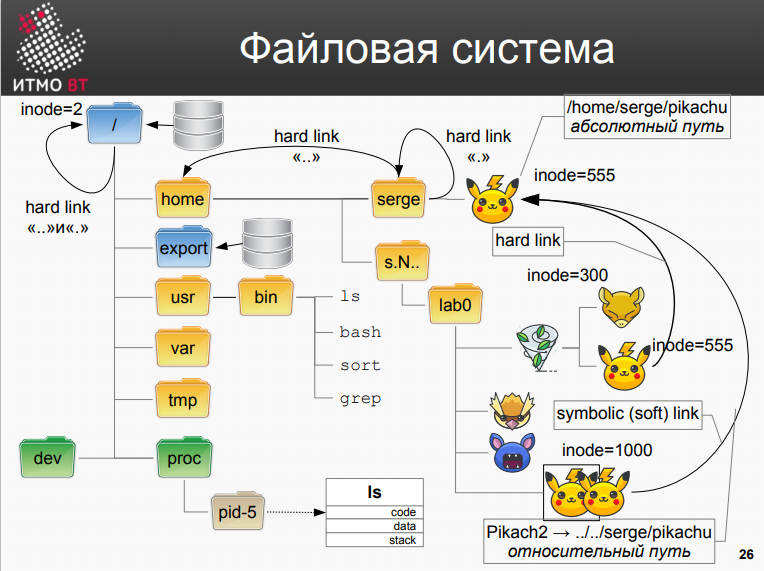 Файловая система
ИТМО ВТ
inode=2
/
/home/serge/pikachu
абсолютный путь
hard link
«..»
hard link
«.»
inode=555
hard link
«..»и«.»
home
serge
hard link
export
s.N..
inode=300
usr
bin
ls
lab0
bash
var
inode=555
sort
tmp
grep
symbolic (soft) link
dev
proc
inode=1000
pid-5
ls
code
data
stack
Pikach2 → ../../serge/pikachu
относительный путь
26